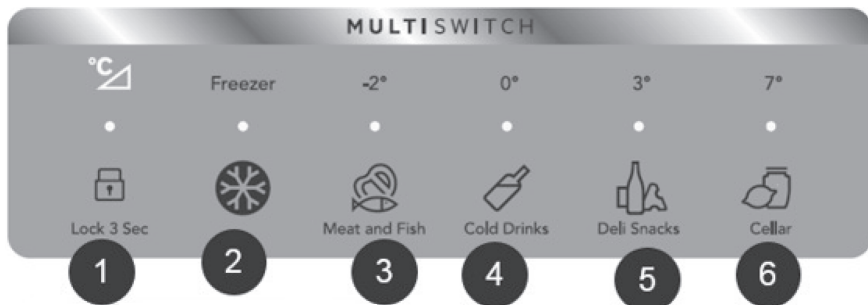 MULTISWITCH
°C Freezer -2° 0° 3° 7°
Lock 3 Sec Meat and Fish Cold Drinks Deli Snacks Cellar
1 2 3 4 5 6